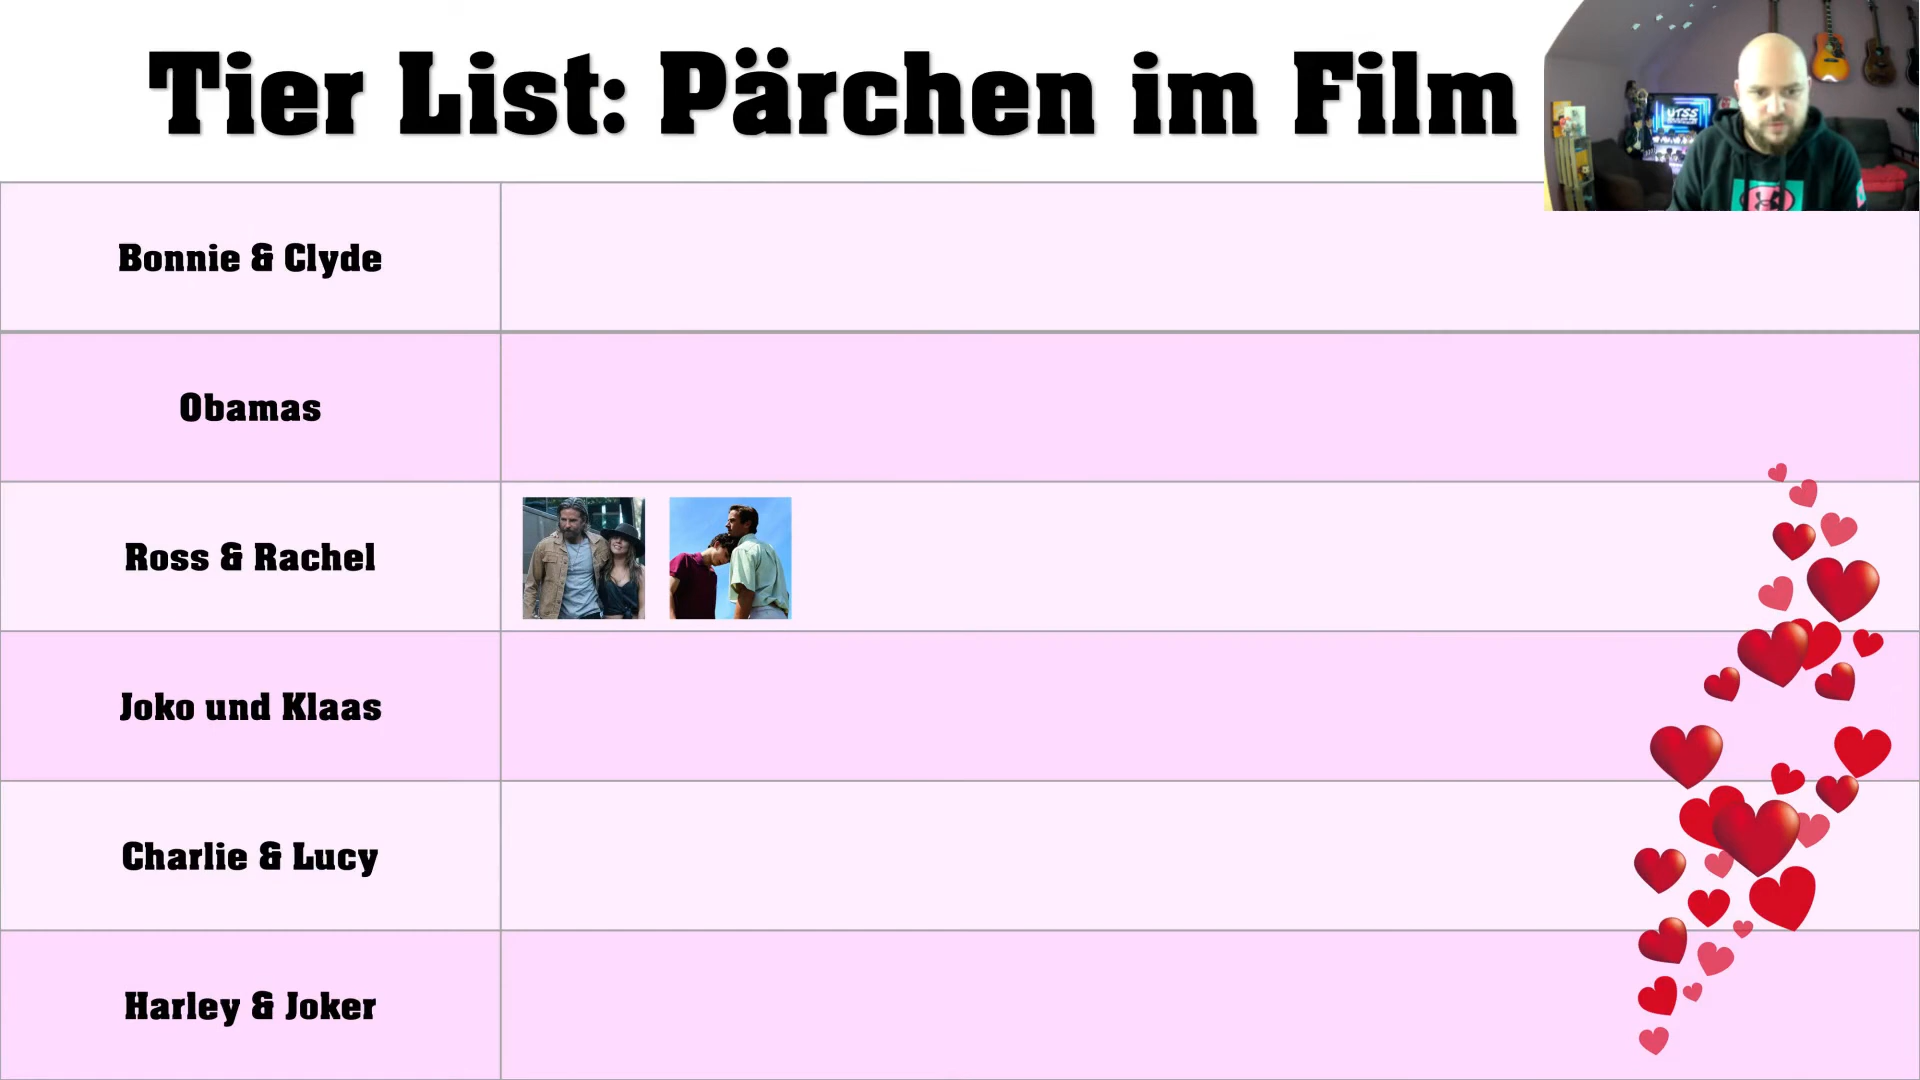 Tier List: Pärchen im Film
Bonnie & Clyde
Obamas
Ross & Rachel
Joko und Klaas
Charlie & Lucy
Harley & Joker